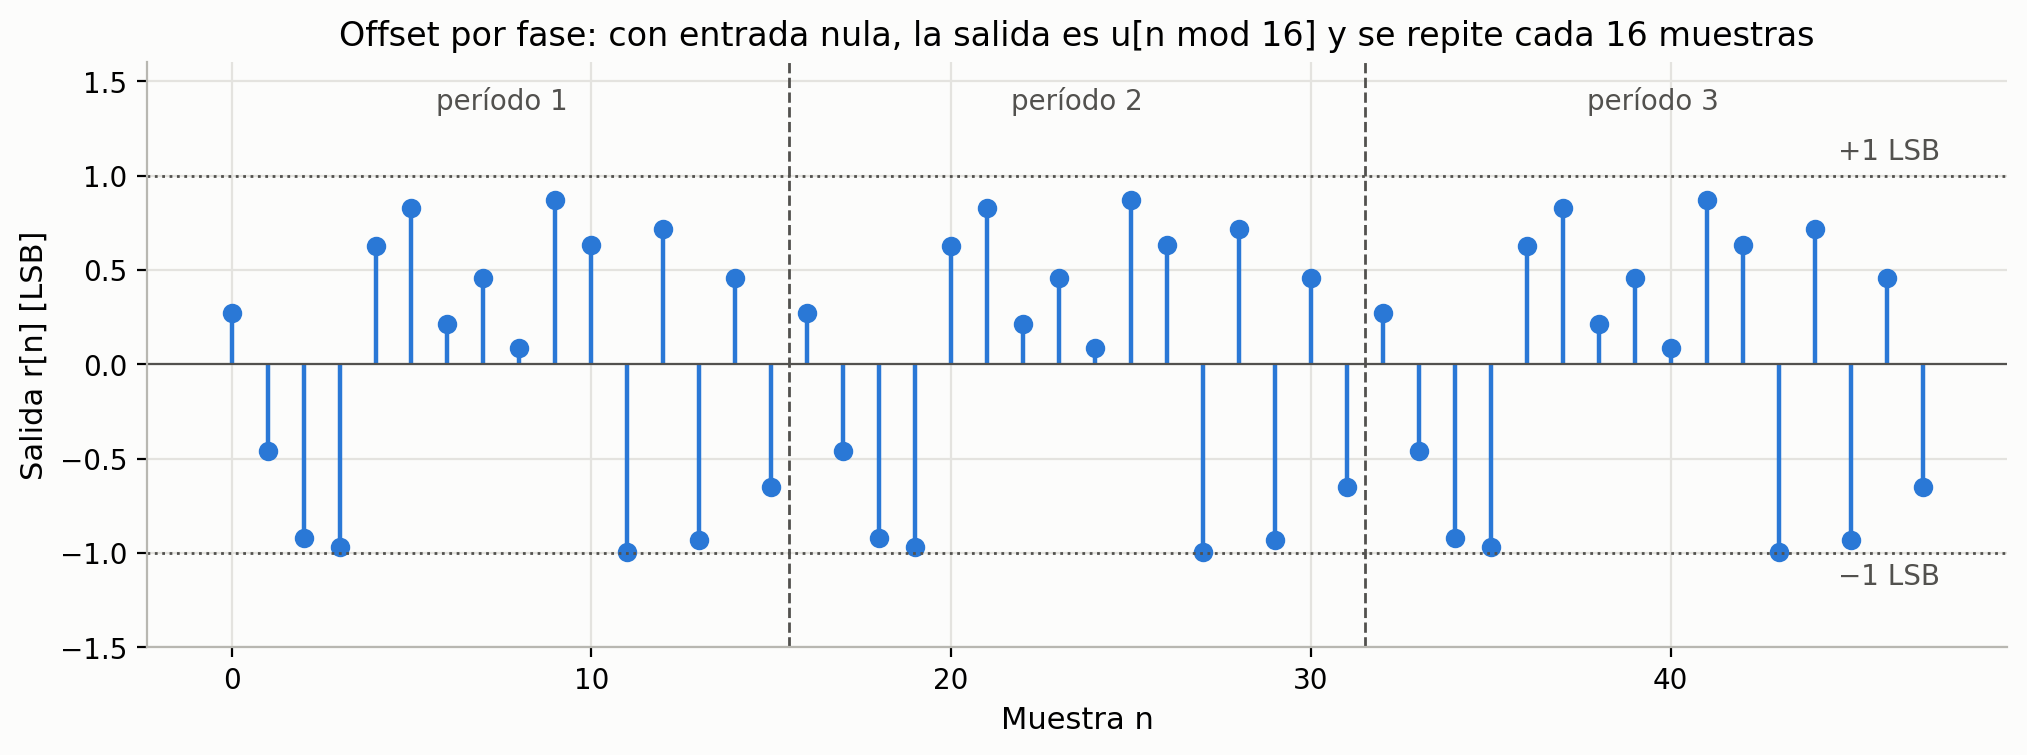 Offset por fase: con entrada nula, la salida es u[n mod 16] y se repite cada 16 muestras
período 1
período 2
período 3
+1 LSB
−1 LSB
Salida r[n] [LSB]
1.5
1.0
0.5
0.0
−0.5
−1.0
−1.5
0
10
20
30
40
Muestra n